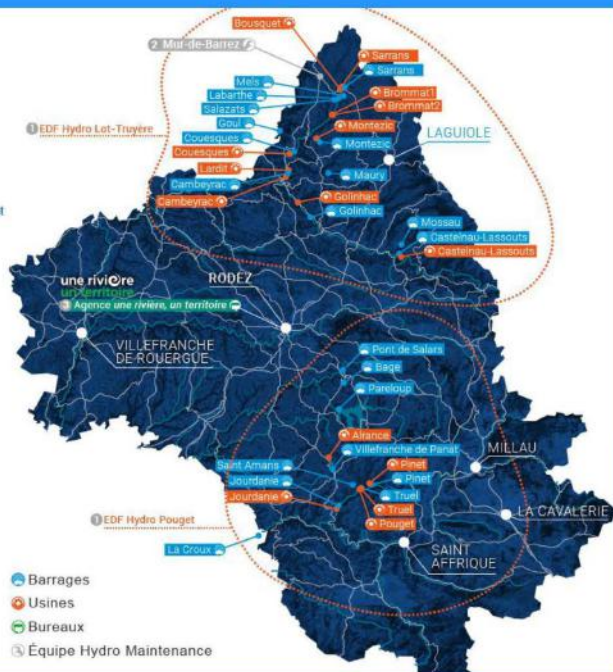 Bousquet
2 Mur-de-Barrez
Sarrans
Sarrans
Mels
Labarthe
Brommat1
Salazats
Brommat2
Goul
Montezic
1 EDF Hydro Lot-Truyère
LAGUIOLE
Couesques
Montezic
Couesques
Lardit
Maury
Cambeyrac
Golinhac
Cambeyrac
Golinhac
Mossau
Castelnau-Lassouts
Castelnau-Lassouts
une rivière
un territoire
RODEZ
3 Agence une rivière, un territoire
VILLEFRANCHE
DE ROUERGUE
Pont de Salars
Bage
Pareloup
Alrance
Villefranche de Panat
MILLAU
Saint Amans
Pinet
Jourdanie
Pinet
Jourdanie
Truel
Truel
LA CAVALERIE
1 EDF Hydro Pouget
Pouget
La Croux
SAINT
AFFRIQUE
Barrages
Usines
Bureaux
Équipe Hydro Maintenance